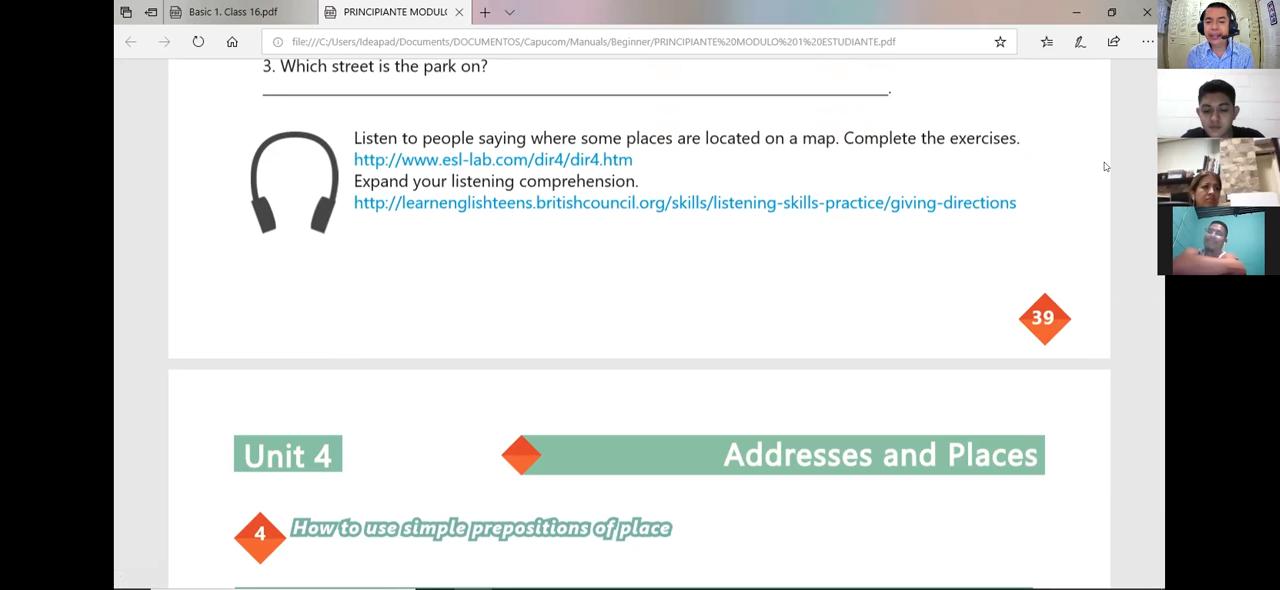 Basic 1. Class 16.pdf
PRINCIPIANTE MODULO
file:///C:/Users/Ideapad/Documents/DOCUMENTOS/Capucom/Manuals/Beginner/PRINCIPIANTE%20MODULO%201%20ESTUDIANTE.pdf
3. Which street is the park on?
Listen to people saying where some places are located on a map. Complete the exercises.
http://www.esl-lab.com/dir4/dir4.htm
Expand your listening comprehension.
http://learnenglishteens.britishcouncil.org/skills/listening-skills-practice/giving-directions
39
Unit 4
Addresses and Places
4
How to use simple prepositions of place